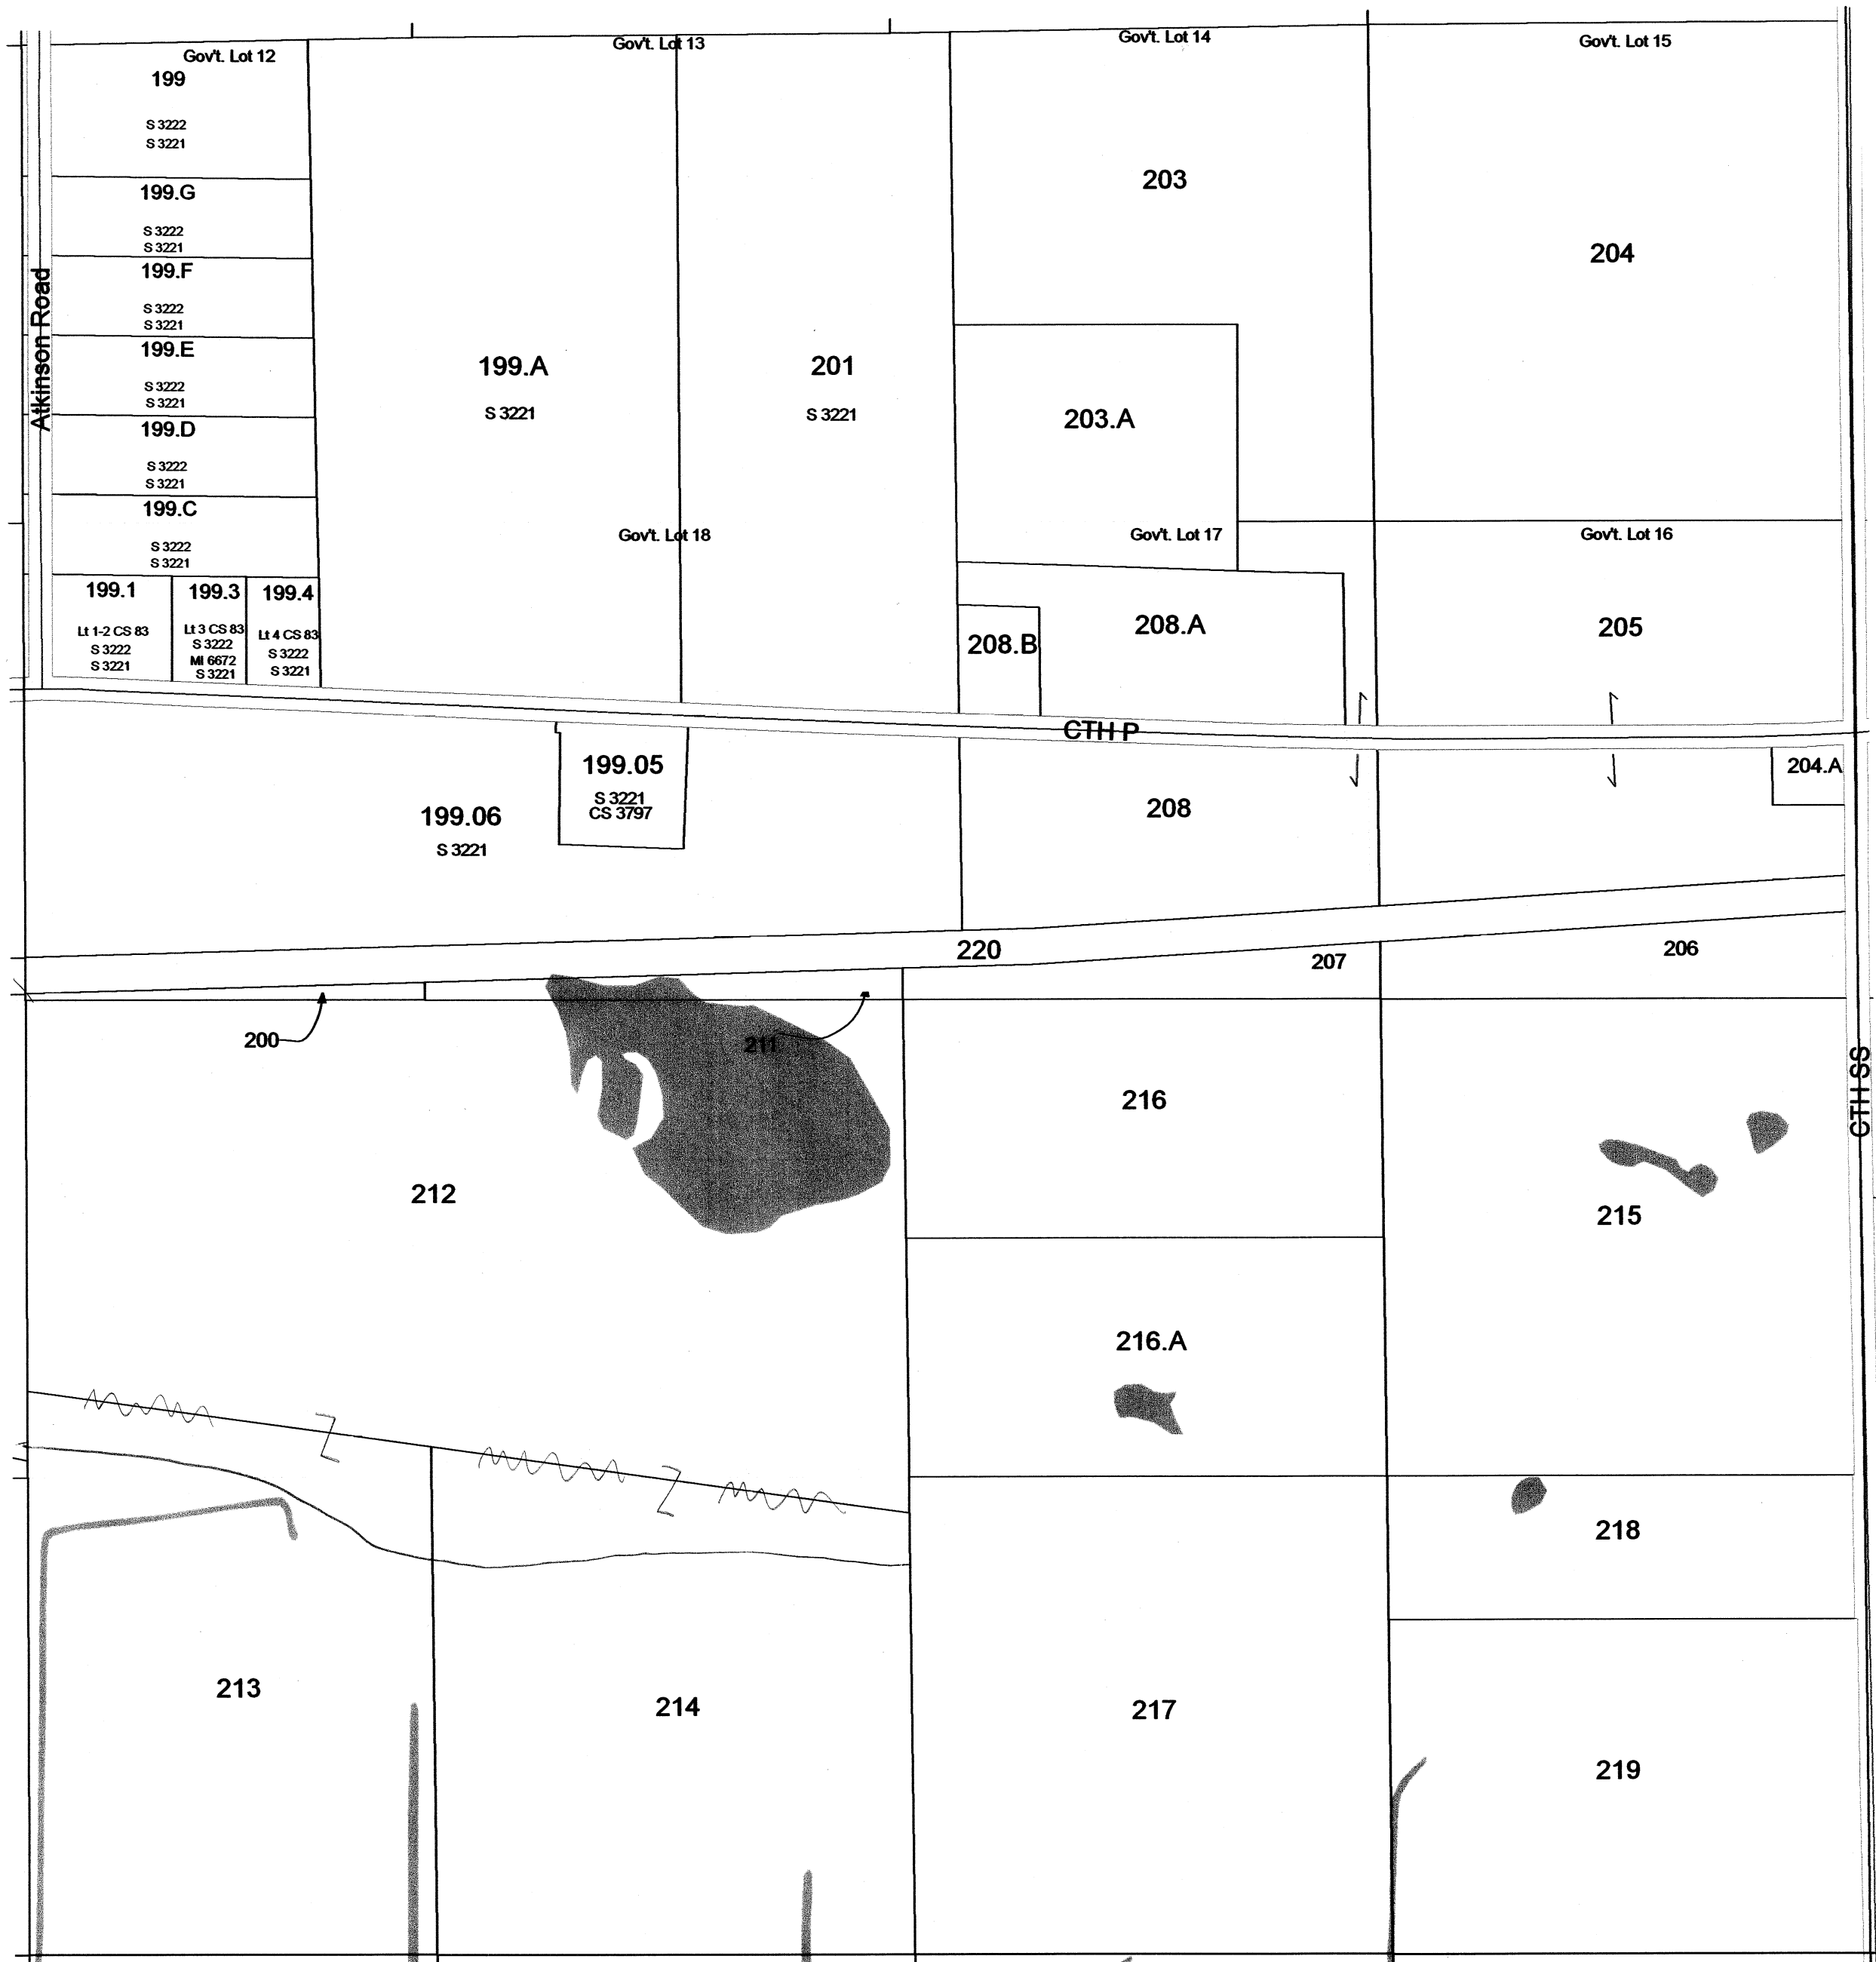 Gov't. Lot 12
Gov't. Lot 13
Gov't. Lot 14
Gov't. Lot 15
199
S 3222
S 3221
199.G
S 3222
S 3221
199.F
S 3222
S 3221
199.E
S 3222
S 3221
199.D
S 3222
S 3221
199.C
S 3222
S 3221
199.1
Lt 1-2 CS 83
S 3222
S 3221
199.3
Lt 3 CS 83
S 3222
MI 6672
S 3221
199.4
Lt 4 CS 83
S 3222
S 3221
Atkinson Road
199.A
S 3221
201
S 3221
203
204
203.A
Gov't. Lot 18
Gov't. Lot 17
Gov't. Lot 16
208.B
208.A
205
CTH P
199.05
S 3221
CS 3797
199.06
S 3221
208
204.A
220
207
206
200
211
CTH SS
216
212
215
216.A
218
213
214
217
219